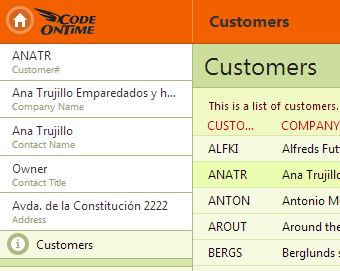 CODE
ONTIME
Customers
ANATR
Customer#
Ana Trujillo Emparedados y h...
Company Name
Ana Trujillo
Contact Name
Owner
Contact Title
Avda. de la Constitución 2222
Address
Customers
Customers
This is a list of customers.
CUSTO... COMPANY
ALFKI Alfreds Fut
ANATR Ana Trujillo
ANTON Antonio M
AROUT Around the
BERGS Berglunds s